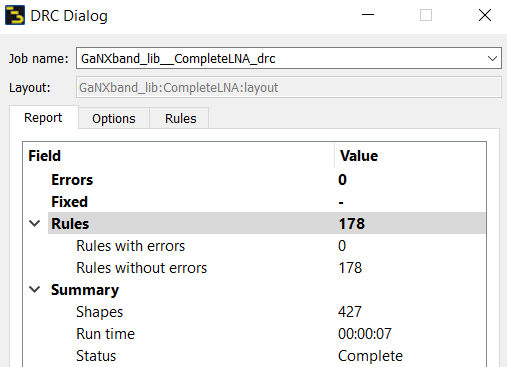 DRC Dialog
Job name: GaNXband_lib__CompleteLNA_drc
Layout: GaNXband_lib:CompleteLNA:layout
Report Options Rules
Field Value
Errors 0
Fixed -
Rules 178
Rules with errors 0
Rules without errors 178
Summary
Shapes 427
Run time 00:00:07
Status Complete